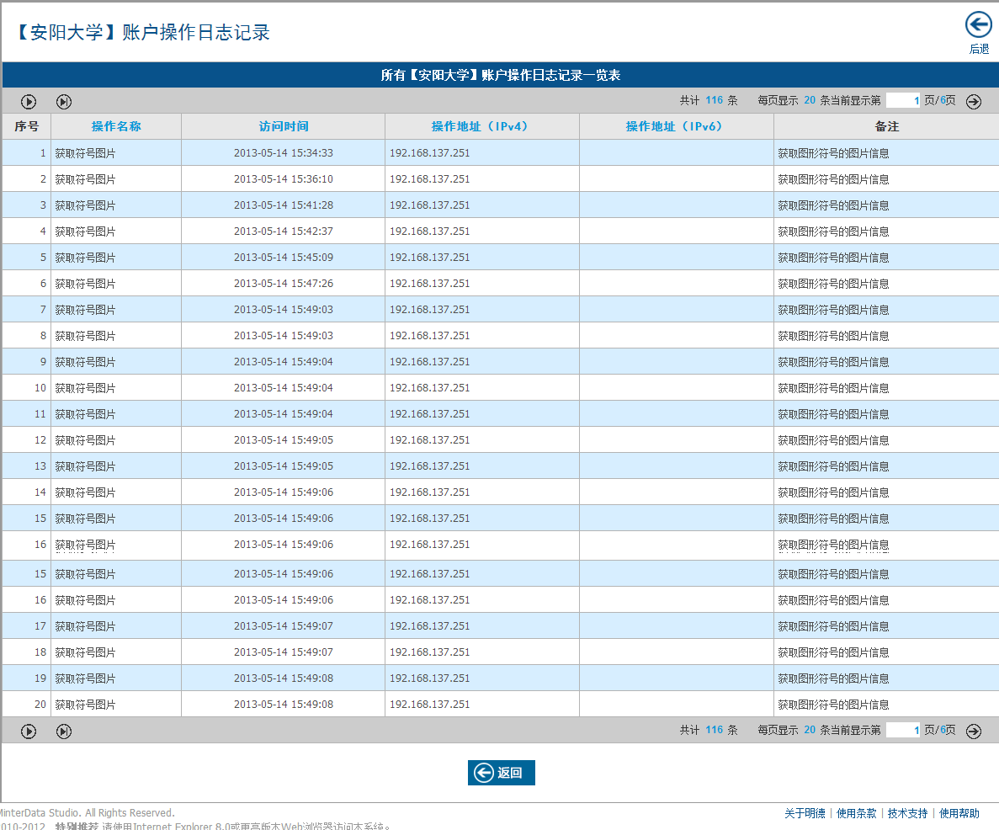 【安阳大学】账户操作日志记录
后退
所有【安阳大学】账户操作日志记录一览表
共计 116 条 每页显示 20 条当前显示第 1 页/6页
序号 操作名称 访问时间 操作地址（IPv4） 操作地址（IPv6） 备注
1 获取符号图片 2013-05-14 15:34:33 192.168.137.251 获取图形符号的图片信息
2 获取符号图片 2013-05-14 15:36:10 192.168.137.251 获取图形符号的图片信息
3 获取符号图片 2013-05-14 15:41:28 192.168.137.251 获取图形符号的图片信息
4 获取符号图片 2013-05-14 15:42:37 192.168.137.251 获取图形符号的图片信息
5 获取符号图片 2013-05-14 15:45:09 192.168.137.251 获取图形符号的图片信息
6 获取符号图片 2013-05-14 15:47:26 192.168.137.251 获取图形符号的图片信息
7 获取符号图片 2013-05-14 15:49:03 192.168.137.251 获取图形符号的图片信息
8 获取符号图片 2013-05-14 15:49:03 192.168.137.251 获取图形符号的图片信息
9 获取符号图片 2013-05-14 15:49:04 192.168.137.251 获取图形符号的图片信息
10 获取符号图片 2013-05-14 15:49:04 192.168.137.251 获取图形符号的图片信息
11 获取符号图片 2013-05-14 15:49:04 192.168.137.251 获取图形符号的图片信息
12 获取符号图片 2013-05-14 15:49:05 192.168.137.251 获取图形符号的图片信息
13 获取符号图片 2013-05-14 15:49:05 192.168.137.251 获取图形符号的图片信息
14 获取符号图片 2013-05-14 15:49:06 192.168.137.251 获取图形符号的图片信息
15 获取符号图片 2013-05-14 15:49:06 192.168.137.251 获取图形符号的图片信息
16 获取符号图片 2013-05-14 15:49:06 192.168.137.251 获取图形符号的图片信息
15 获取符号图片 2013-05-14 15:49:06 192.168.137.251 获取图形符号的图片信息
16 获取符号图片 2013-05-14 15:49:06 192.168.137.251 获取图形符号的图片信息
17 获取符号图片 2013-05-14 15:49:07 192.168.137.251 获取图形符号的图片信息
18 获取符号图片 2013-05-14 15:49:07 192.168.137.251 获取图形符号的图片信息
19 获取符号图片 2013-05-14 15:49:08 192.168.137.251 获取图形符号的图片信息
20 获取符号图片 2013-05-14 15:49:08 192.168.137.251 获取图形符号的图片信息
共计 116 条 每页显示 20 条当前显示第 1 页/6页
返回
MinterData Studio. All Rights Reserved. 关于明德 | 使用条款 | 技术支持 | 使用帮助
010-2012 特别推荐 请使用Internet Explorer 8.0或更高版本Web浏览器访问本系统。